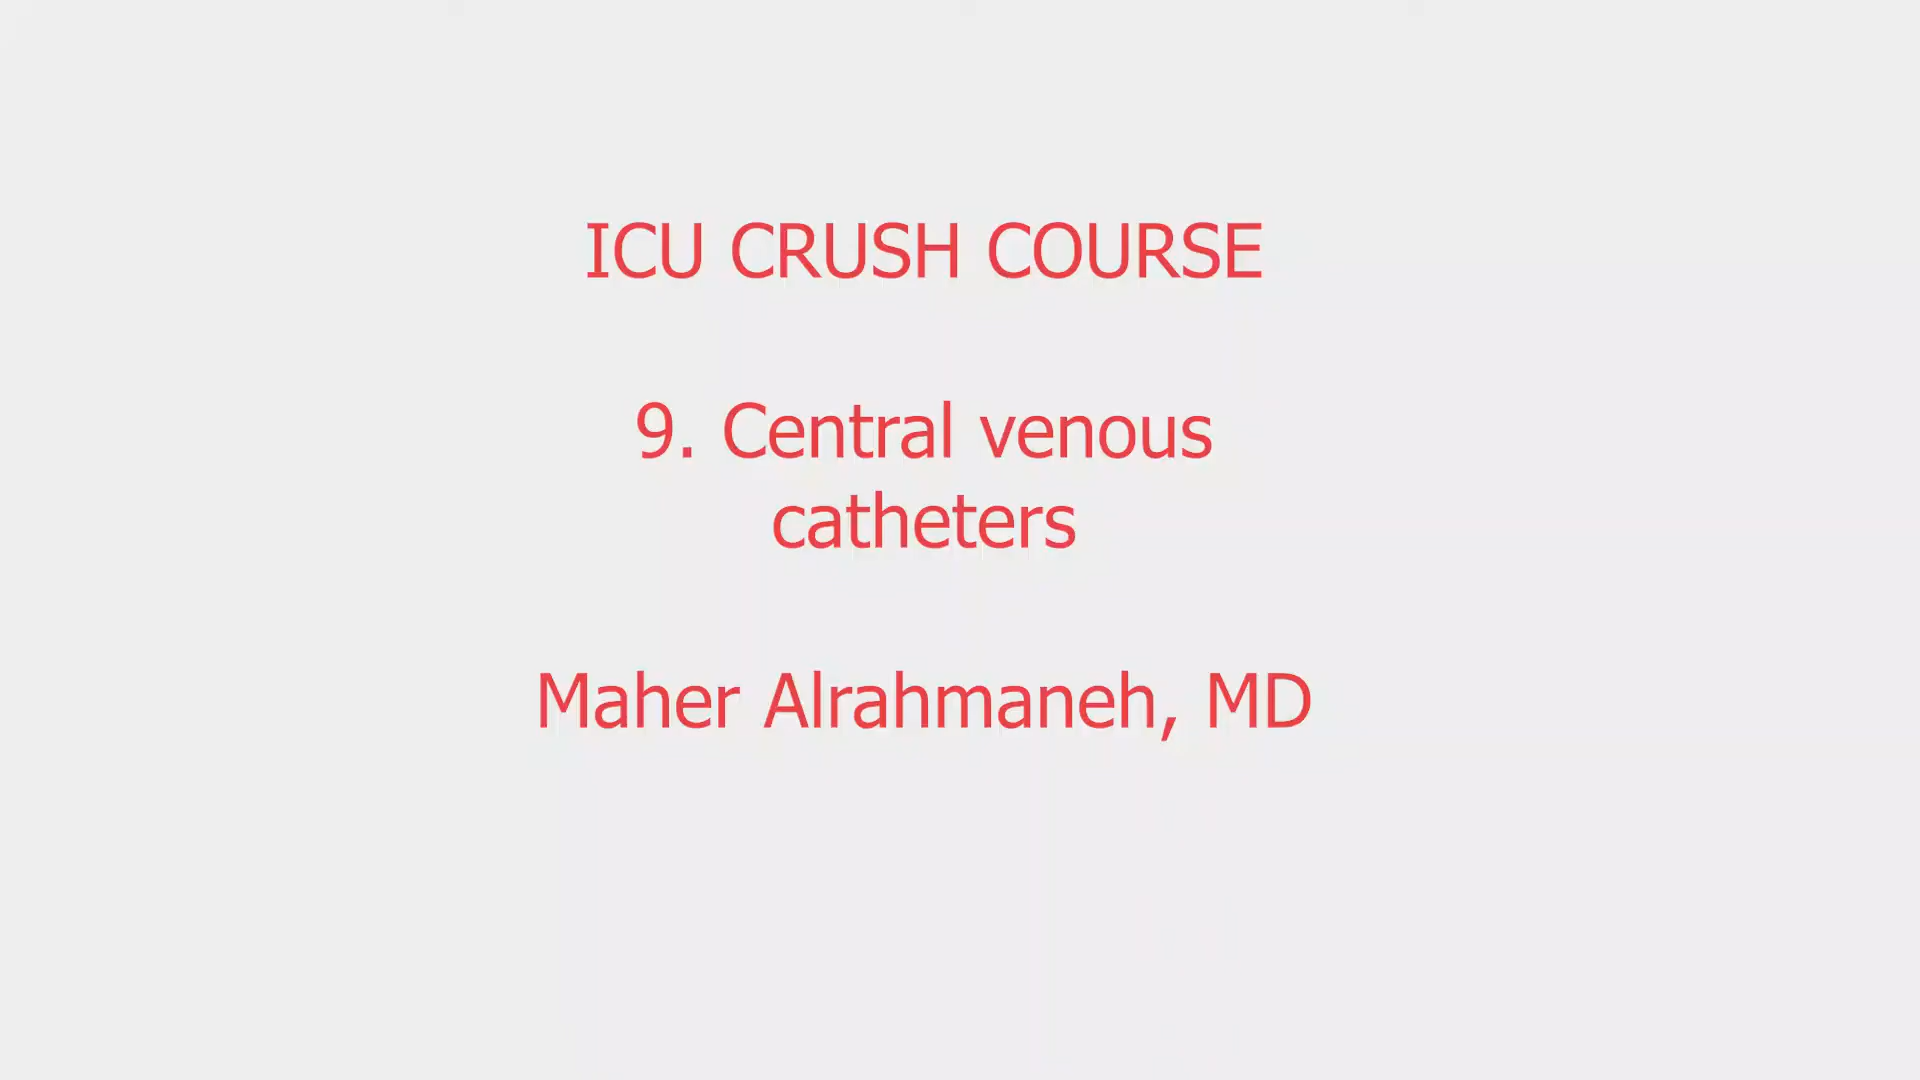 ICU CRUSH COURSE
9. Central venous
catheters
Maher Alrahmaneh, MD